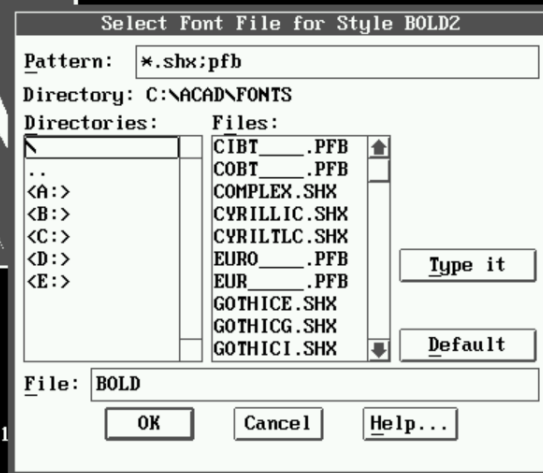 Select Font File for Style BOLD2
Pattern: *.shx;pfb
Directory: C:\ACAD\FONTS
Directories: Files:
\ CIBT____.PFB
.. COBT____.PFB
<A:> COMPLEX.SHX
<B:> CYRILLIC.SHX
<C:> CYRILTLC.SHX
<D:> EURO____.PFB
<E:> EUR_____.PFB
Type it
GOTHICE.SHX
GOTHICG.SHX
GOTHICI.SHX
Default
File: BOLD
OK Cancel Help...
1